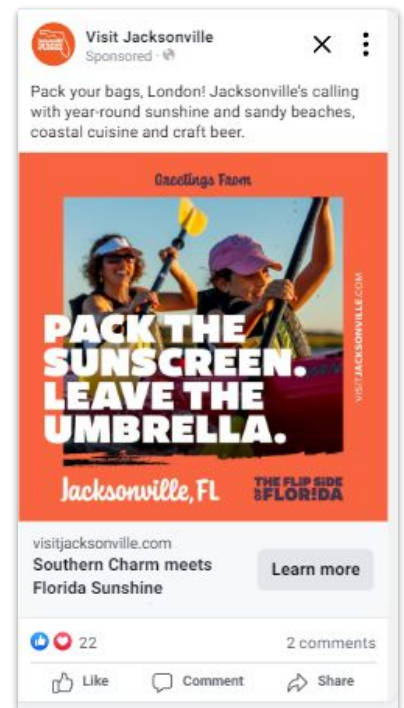 Visit Jacksonville
Sponsored ·
Pack your bags, London! Jacksonville's calling
with year-round sunshine and sandy beaches,
coastal cuisine and craft beer.
Greetings From
PACK THE
SUNSCREEN.
LEAVE THE
UMBRELLA.
VISITJACKSONVILLE.COM
Jacksonville, FL
THE FLIP SIDE
OF FLORIDA
visitjacksonville.com
Southern Charm meets
Florida Sunshine
Learn more
22
2 comments
Like
Comment
Share